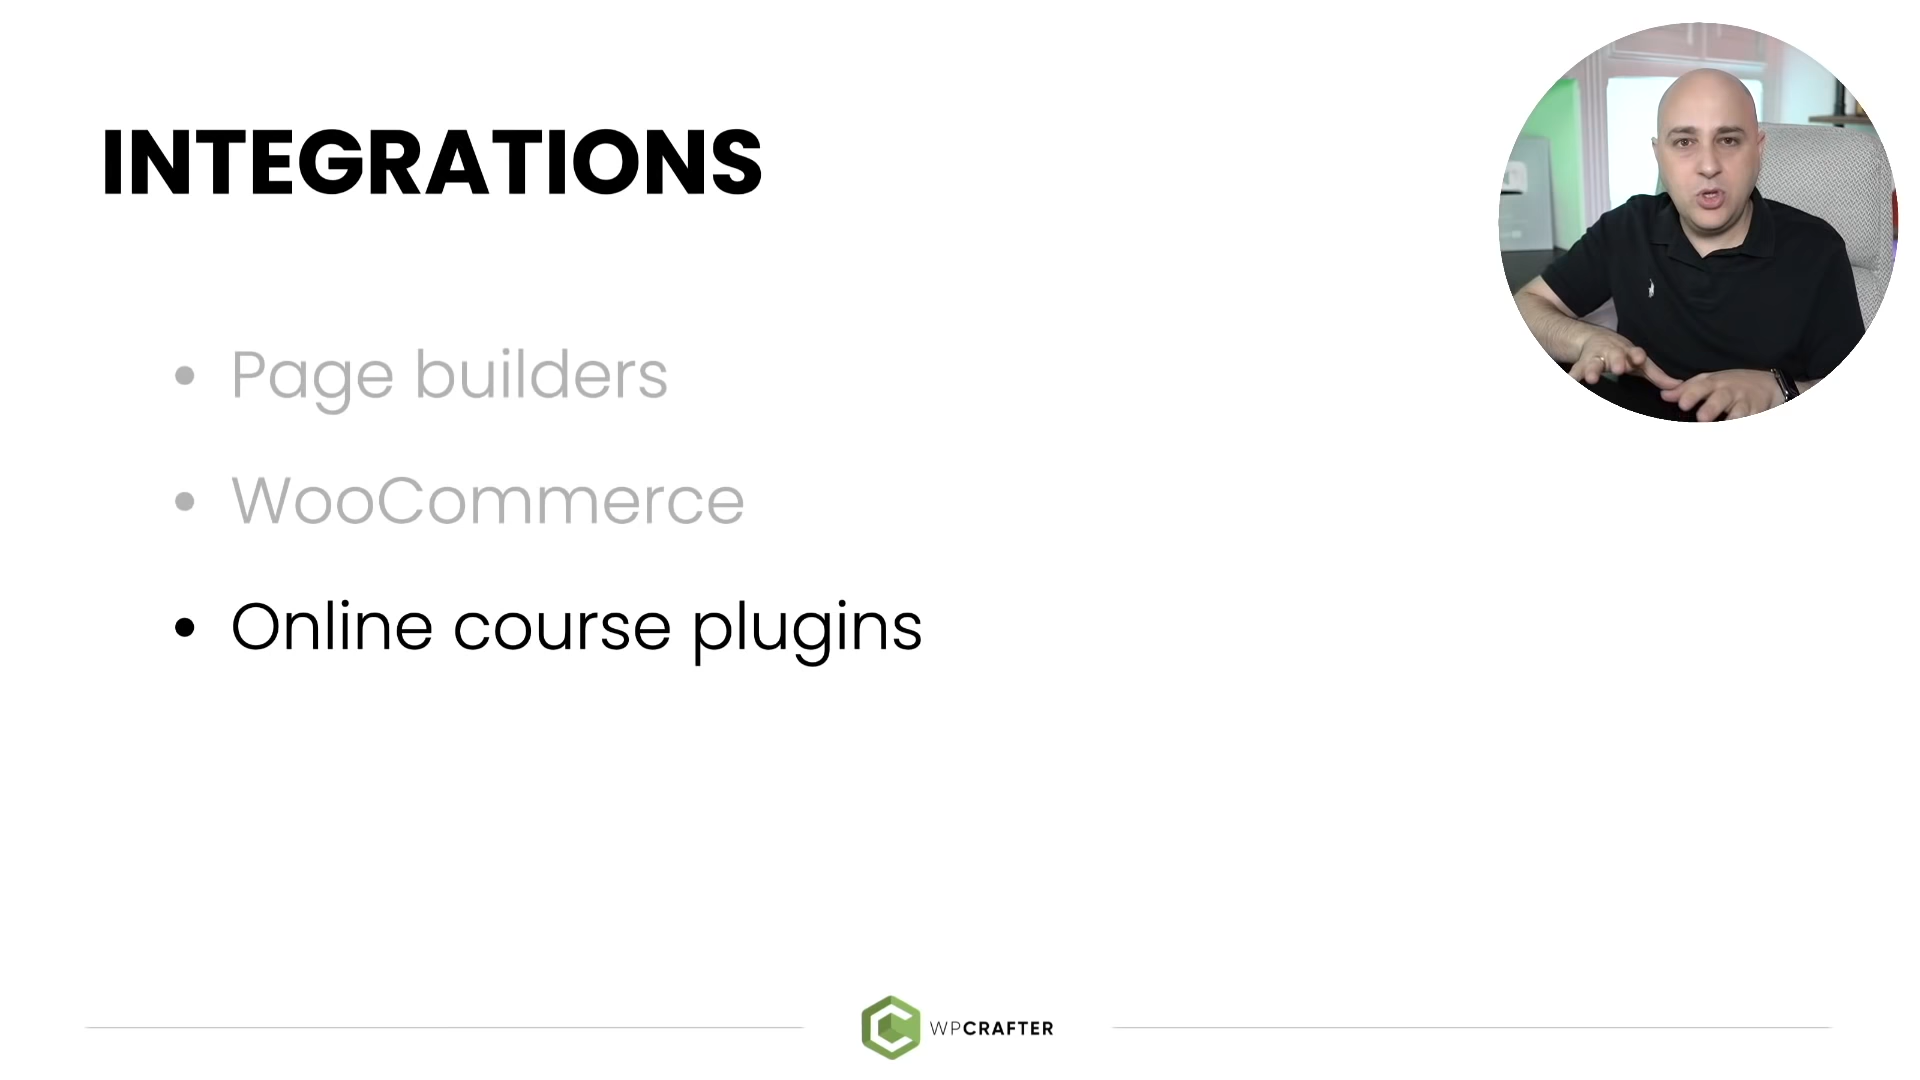 INTEGRATIONS
• Page builders
• WooCommerce
• Online course plugins
WPCRAFTER